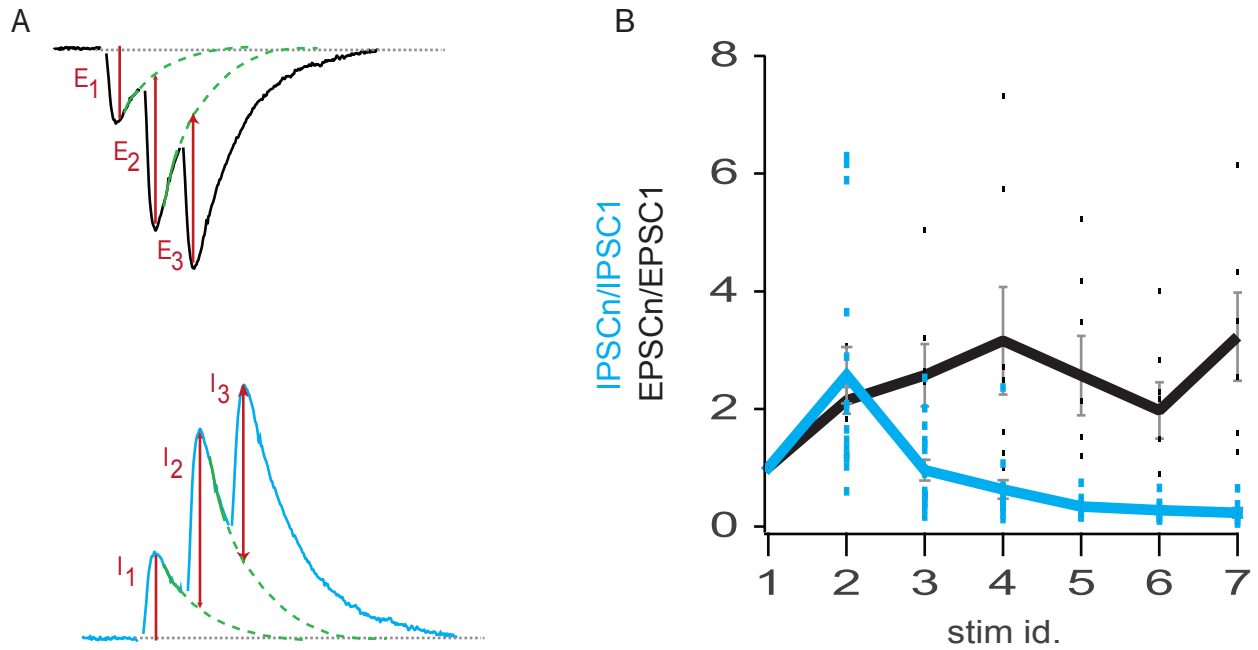 A
E1
E2
E3
I1
I2
I3
B
IPSCn/IPSC1
EPSCn/EPSC1
8
6
4
2
0
1 2 3 4 5 6 7
stim id.